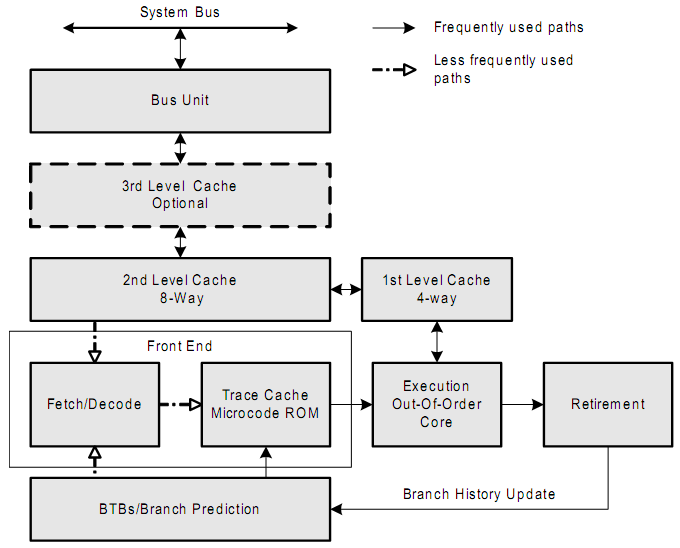 System Bus
Frequently used paths
Less frequently used
paths
Bus Unit
3rd Level Cache
Optional
2nd Level Cache
8-Way
1st Level Cache
4-way
Front End
Fetch/Decode
Trace Cache
Microcode ROM
Execution
Out-Of-Order
Core
Retirement
BTBs/Branch Prediction
Branch History Update